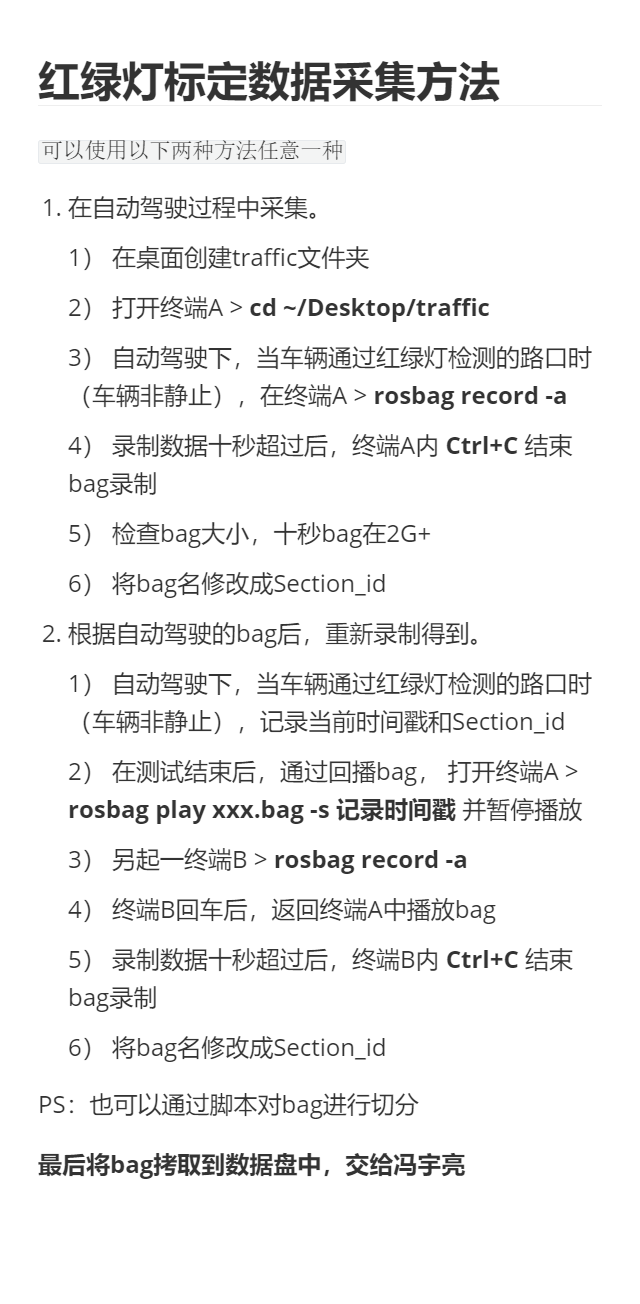 红绿灯标定数据采集方法
可以使用以下两种方法任意一种
1. 在自动驾驶过程中采集。
1） 在桌面创建traffic文件夹
2） 打开终端A > cd ~/Desktop/traffic
3） 自动驾驶下，当车辆通过红绿灯检测的路口时
（车辆非静止），在终端A > rosbag record -a
4） 录制数据十秒超过后，终端A内 Ctrl+C 结束
bag录制
5） 检查bag大小，十秒bag在2G+
6） 将bag名修改成Section_id
2. 根据自动驾驶的bag后，重新录制得到。
1） 自动驾驶下，当车辆通过红绿灯检测的路口时
（车辆非静止），记录当前时间戳和Section_id
2） 在测试结束后，通过回播bag， 打开终端A >
rosbag play xxx.bag -s 记录时间戳 并暂停播放
3） 另起一终端B > rosbag record -a
4） 终端B回车后，返回终端A中播放bag
5） 录制数据十秒超过后，终端B内 Ctrl+C 结束
bag录制
6） 将bag名修改成Section_id
PS：也可以通过脚本对bag进行切分
最后将bag拷取到数据盘中，交给冯宇亮